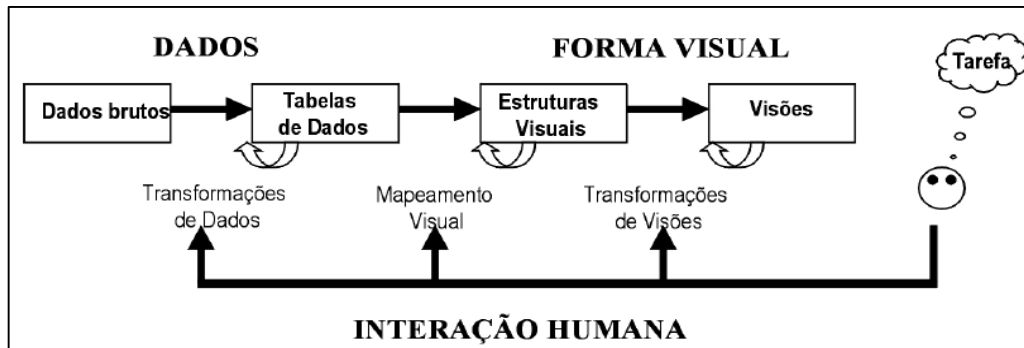 DADOS
FORMA VISUAL
Tarefa
Dados brutos
Tabelas
de Dados
Estruturas
Visuais
Visões
Transformações
de Dados
Mapeamento
Visual
Transformações
de Visões
INTERAÇÃO HUMANA